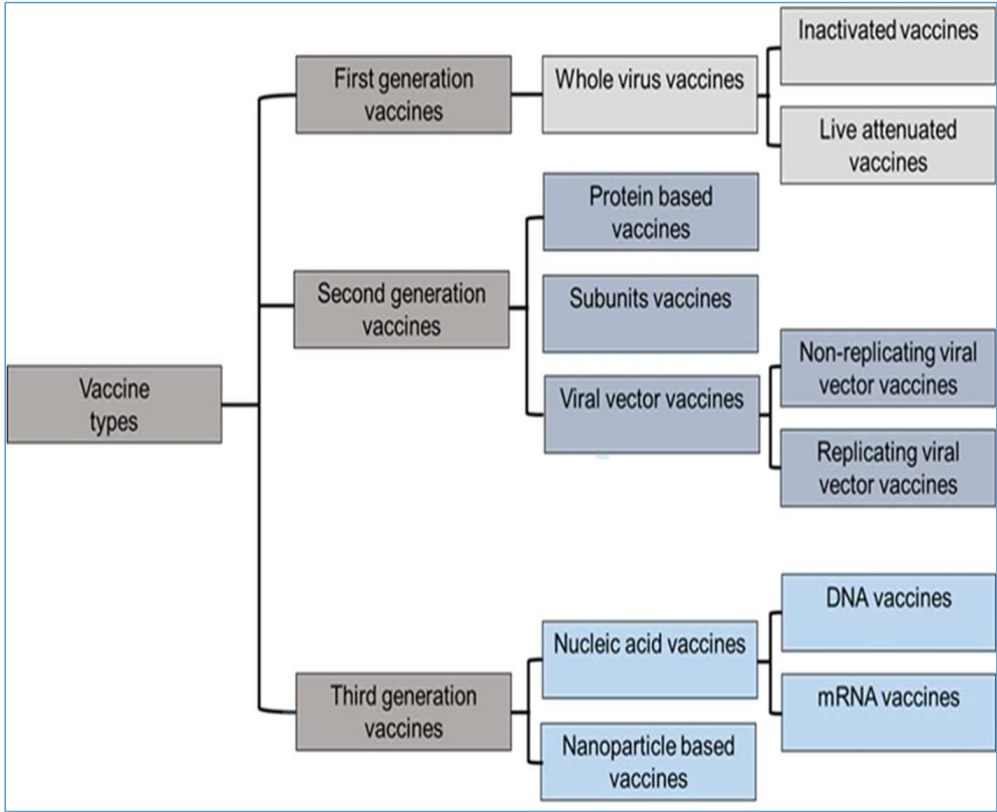 Vaccine
types
First generation
vaccines
Whole virus vaccines
Inactivated vaccines
Live attenuated
vaccines
Second generation
vaccines
Protein based
vaccines
Subunits vaccines
Viral vector vaccines
Non-replicating viral
vector vaccines
Replicating viral
vector vaccines
Third generation
vaccines
Nucleic acid vaccines
DNA vaccines
mRNA vaccines
Nanoparticle based
vaccines